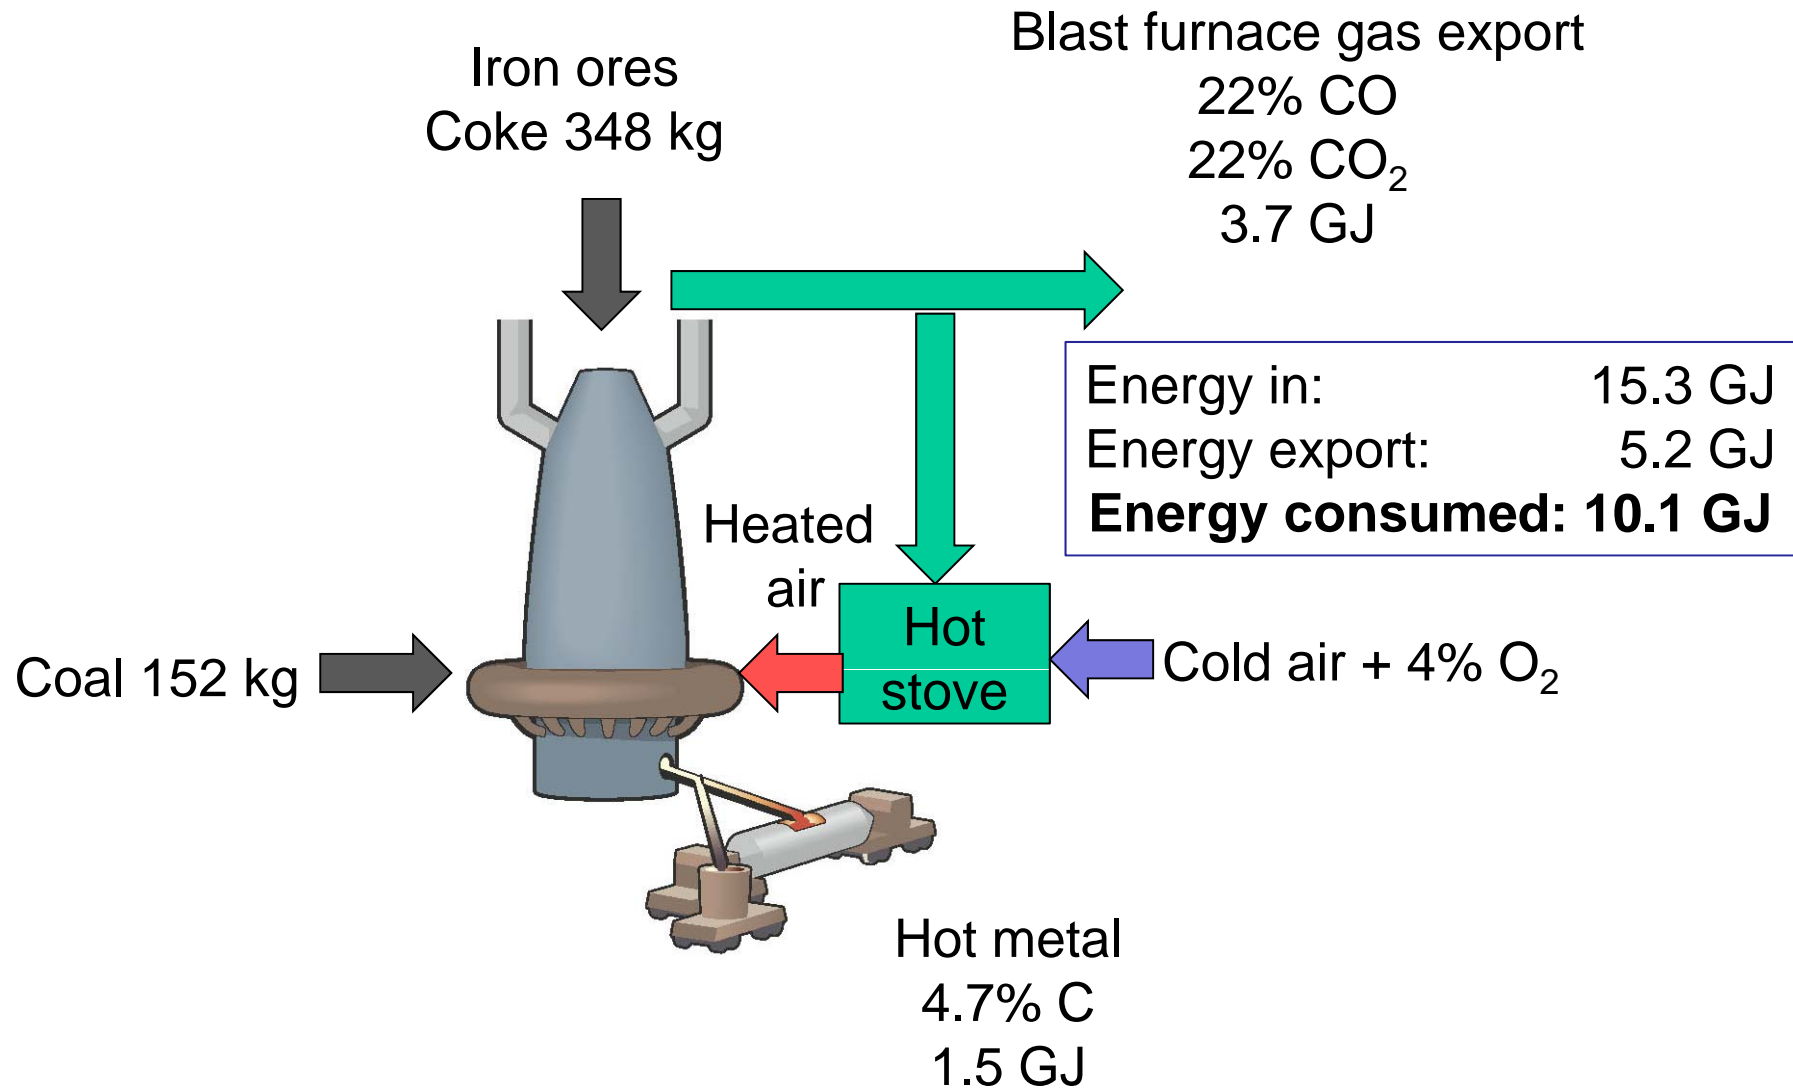 Iron ores
Coke 348 kg
Blast furnace gas export
22% CO
22% CO₂
3.7 GJ
Energy in: 15.3 GJ
Energy export: 5.2 GJ
Energy consumed: 10.1 GJ
Heated
air
Hot
stove
Coal 152 kg
Cold air + 4% O₂
Hot metal
4.7% C
1.5 GJ